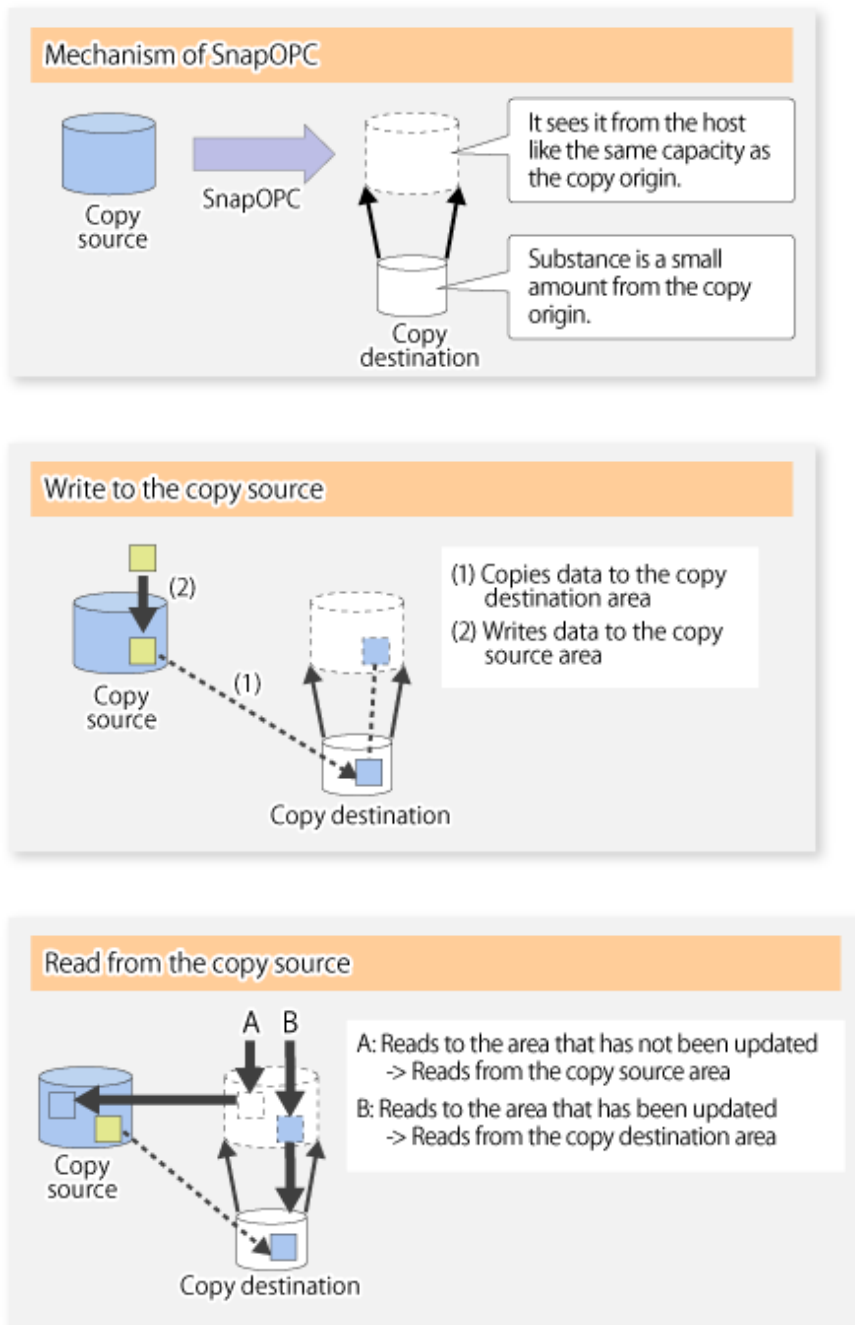 Mechanism of SnapOPC
Copy
source
SnapOPC
It sees it from the host
like the same capacity as
the copy origin.
Substance is a small
amount from the copy
origin.
Copy
destination
Write to the copy source
(2)
(1)
Copy
source
Copy destination
(1) Copies data to the copy
destination area
(2) Writes data to the copy
source area
Read from the copy source
A B
Copy
source
Copy destination
A: Reads to the area that has not been updated
-> Reads from the copy source area
B: Reads to the area that has been updated
-> Reads from the copy destination area